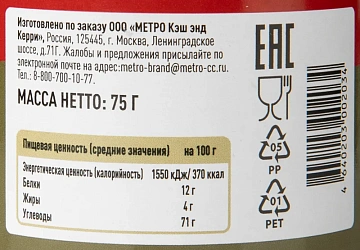 Изготовлено по заказу ООО «МЕТРО Кэш энд
Керри», Россия, 125445, г. Москва, Ленинградское
шоссе, д.71Г. Жалобы и предложения присылайте по
электронной почте на адрес:metro-brand@metro-cc.ru.
Тел.: 8-800-700-10-77.
МАССА НЕТТО: 75 Г
Пищевая ценность (средние значения) на 100 г
Энергетическая ценность (калорийность) 1550 кДж/ 370 ккал
Белки 12 г
Жиры 4 г
Углеводы 71 г
EAC
05
PP
01
PET
4640203002034